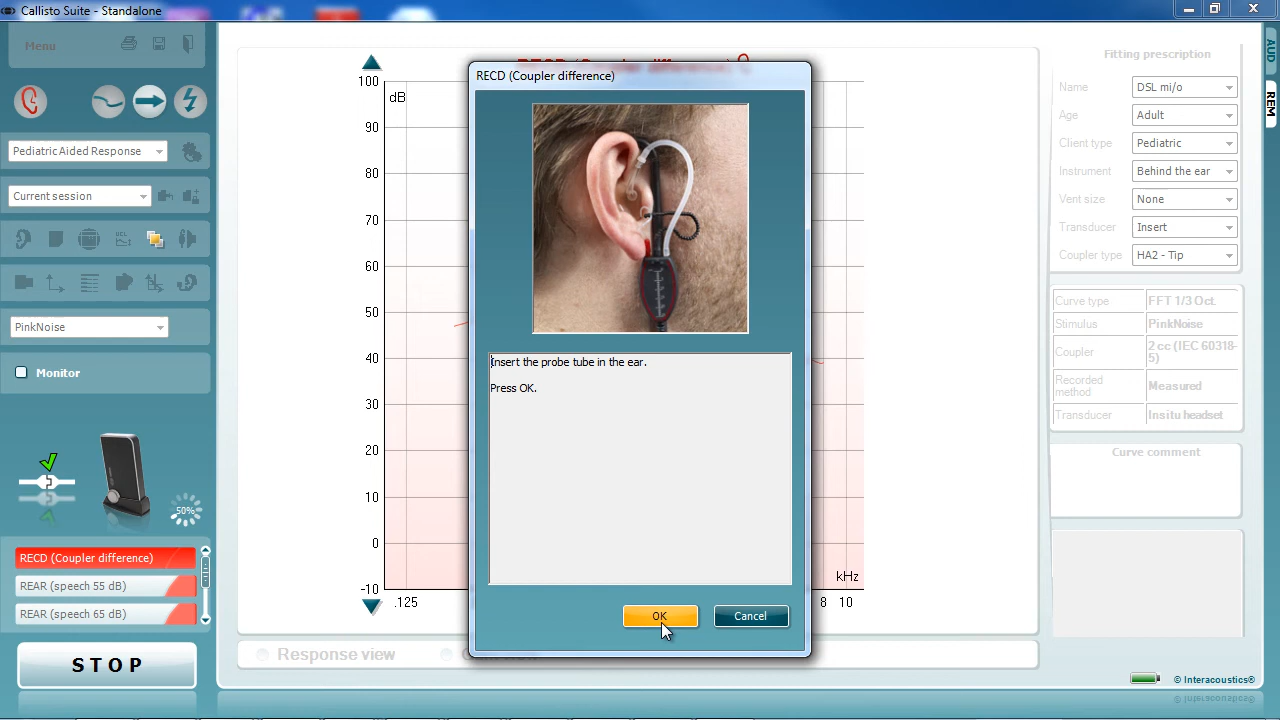 Callisto Suite - Standalone
Menu
Pediatric Aided Response
Current session
UCL
PinkNoise
Monitor
50%
RECD (Coupler difference)
REAR (speech 55 dB)
REAR (speech 65 dB)
STOP
RECD (Coupler difference)
100
dB
90
80
70
60
50
40
30
20
10
0
-10
.125
8
10
kHz
Response view
RECD (Coupler difference)
Insert the probe tube in the ear.
Press OK.
OK
Cancel
Fitting prescription
Name
DSL mi/o
Age
Adult
Client type
Pediatric
Instrument
Behind the ear
Vent size
None
Transducer
Insert
Coupler type
HA2 - Tip
Curve type
FFT 1/3 Oct.
Stimulus
PinkNoise
Coupler
2 cc (IEC 60318-
5)
Recorded
method
Measured
Transducer
Insitu headset
Curve comment
AUD
REM
© Interacoustics®